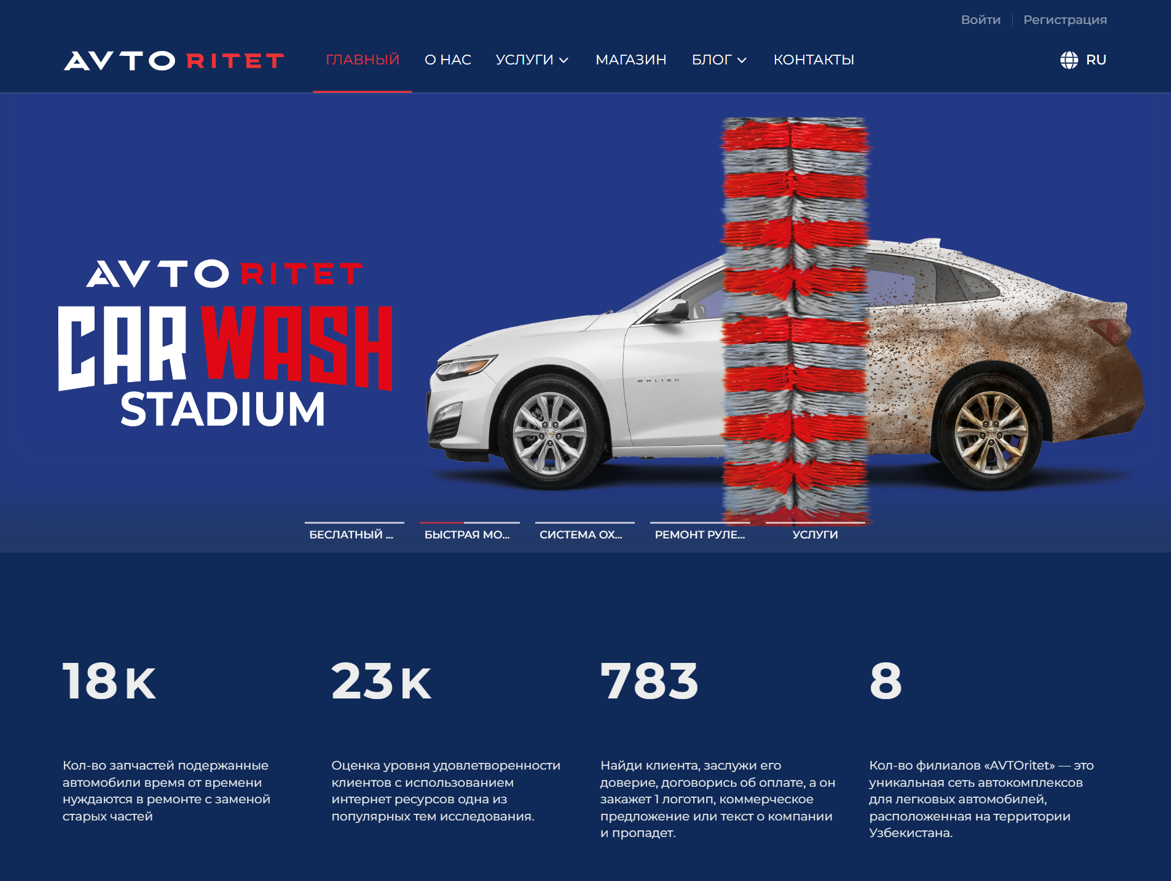 Войти
Регистрация
AVTO RITET
ГЛАВНЫЙ
О НАС
УСЛУГИ
МАГАЗИН
БЛОГ
КОНТАКТЫ
RU
AVTO RITET
CAR WASH
STADIUM
MALIBU
БЕСЛАТНЫЙ ...
БЫСТРАЯ МО...
СИСТЕМА ОХ...
РЕМОНТ РУЛЕ...
УСЛУГИ
18 K
23 K
783
8
Кол-во запчастей подержанные
автомобили время от времени
нуждаются в ремонте с заменой
старых частей
Оценка уровня удовлетворенности
клиентов с использованием
интернет ресурсов одна из
популярных тем исследования.
Найди клиента, заслужи его
доверие, договорись об оплате, а он
закажет 1 логотип, коммерческое
предложение или текст о компании
и пропадет.
Кол-во филиалов «AVTOritet» — это
уникальная сеть автокомплексов
для легковых автомобилей,
расположенная на территории
Узбекистана.